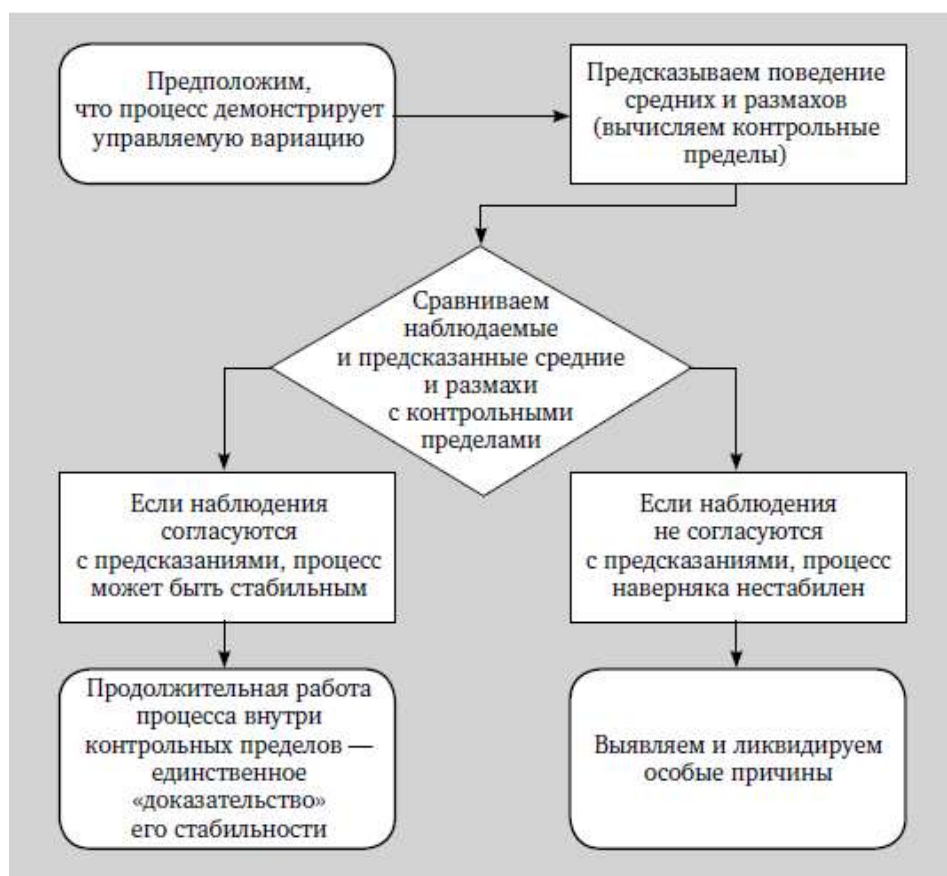 Предположим,
что процесс демонстрирует
управляемую вариацию
Предсказываем поведение
средних и размахов
(вычисляем контрольные
пределы)
Сравниваем
наблюдаемые
и предсказанные средние
и размахи
с контрольными
пределами
Если наблюдения
согласуются
с предсказаниями, процесс
может быть стабильным
Если наблюдения
не согласуются
с предсказаниями, процесс
наверняка нестабилен
Продолжительная работа
процесса внутри
контрольных пределов —
единственное
«доказательство»
его стабильности
Выявляем и ликвидируем
особые причины